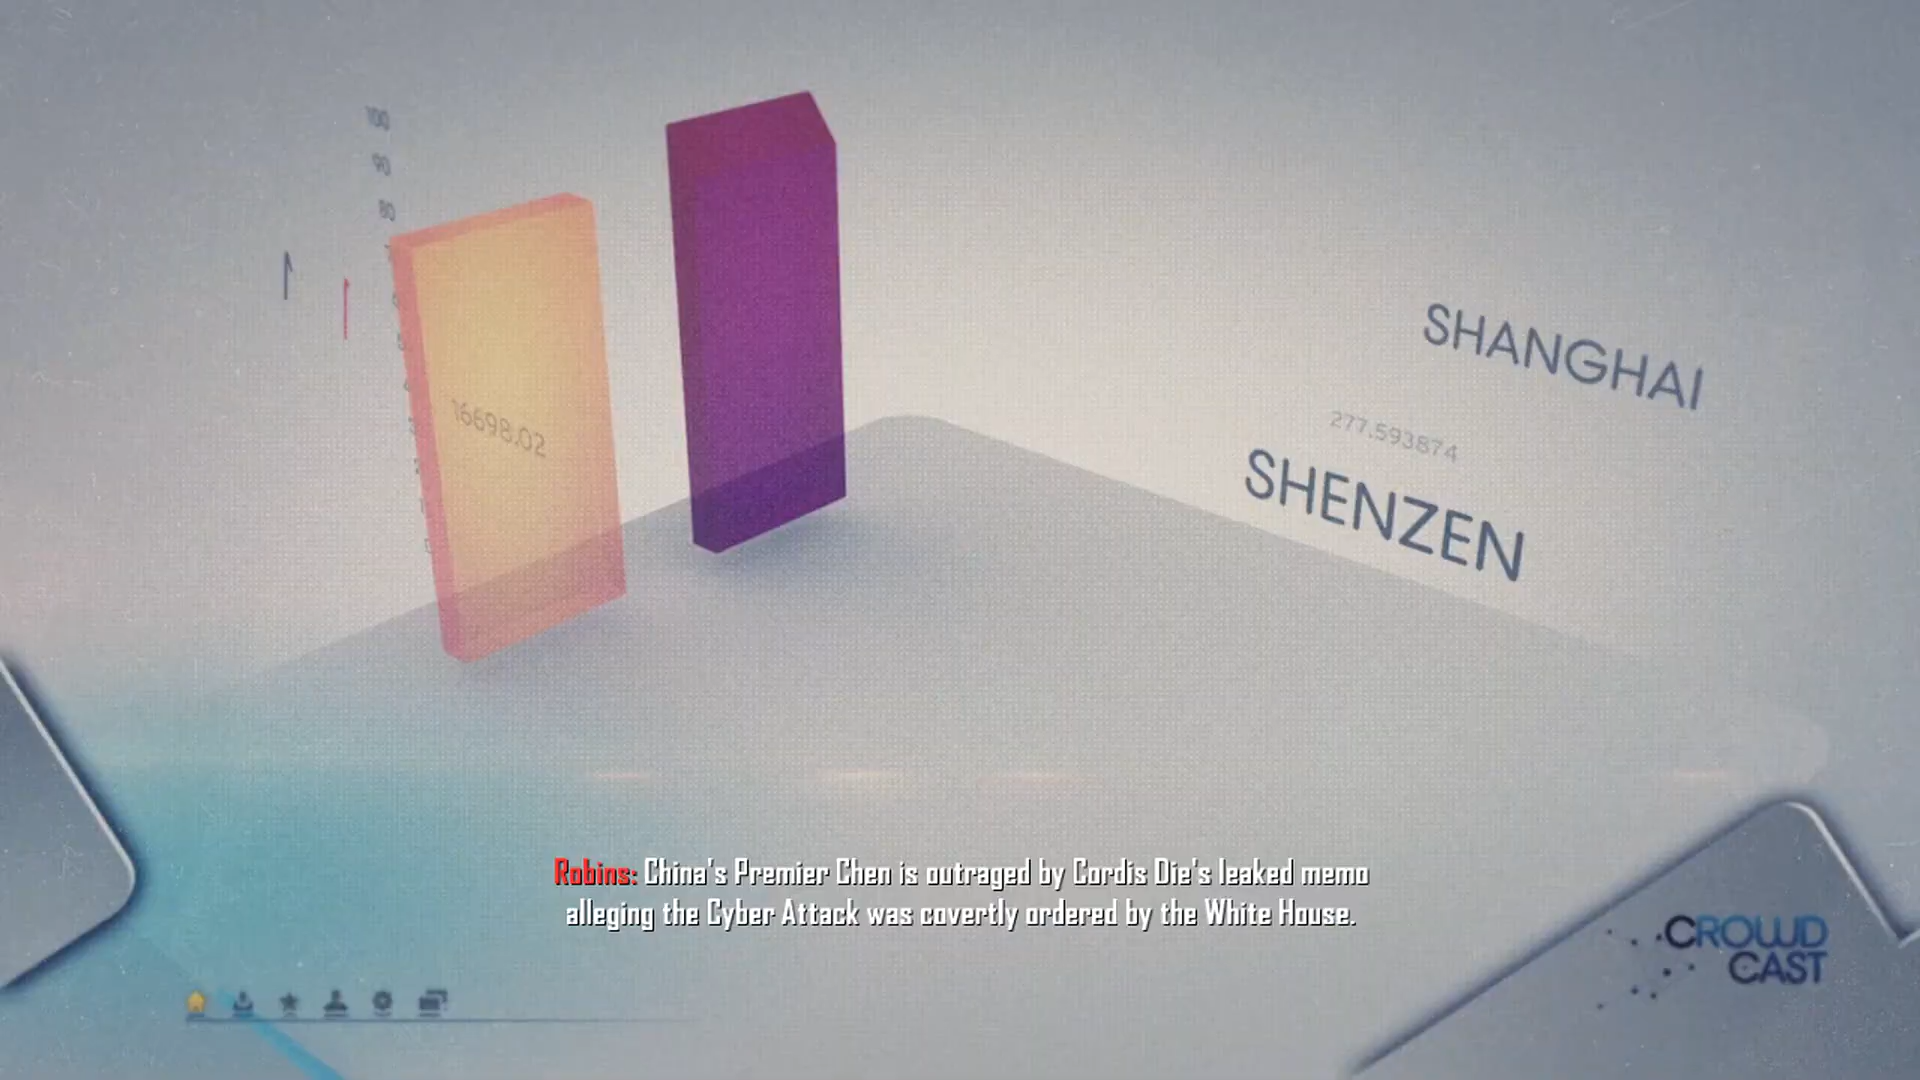 100
90
80
16698.02
SHANGHAI
277.593874
SHENZEN
Robins: China's Premier Chen is outraged by Cordis Die's leaked memo
alleging the Cyber Attack was covertly ordered by the White House.
CROWD
CAST